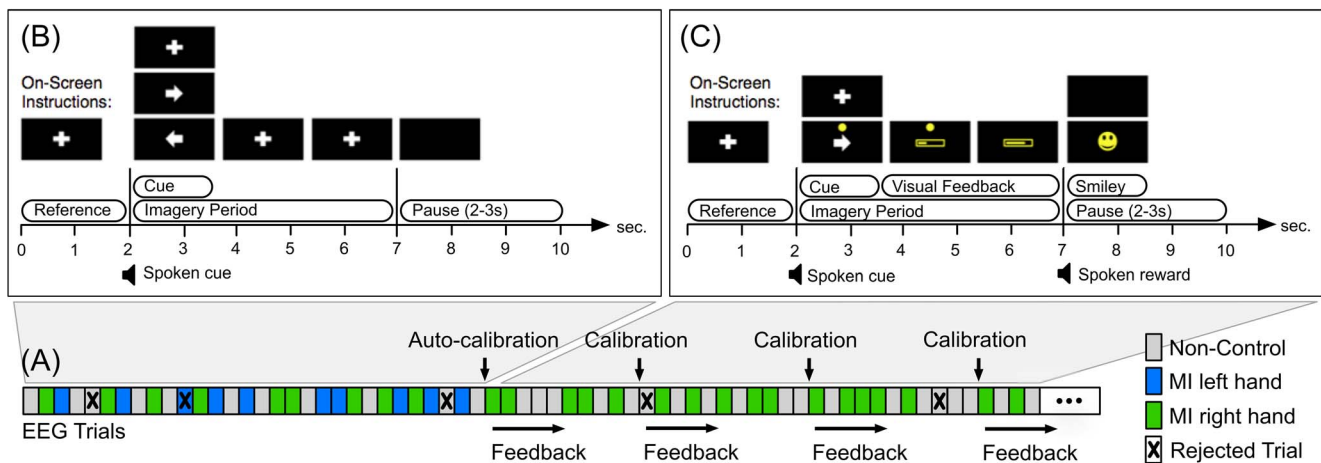 (B)
On-Screen
Instructions:
Cue
Reference
Imagery Period
Pause (2-3s)
sec.
0 1 2 3 4 5 6 7 8 9 10
Spoken cue
(C)
On-Screen
Instructions:
Cue
Visual Feedback
Smiley
Reference
Imagery Period
Pause (2-3s)
sec.
0 1 2 3 4 5 6 7 8 9 10
Spoken cue
Spoken reward
(A)
Auto-calibration
Calibration
Calibration
Calibration
EEG Trials
Feedback
Feedback
Feedback
Feedback
Non-Control
MI left hand
MI right hand
X Rejected Trial